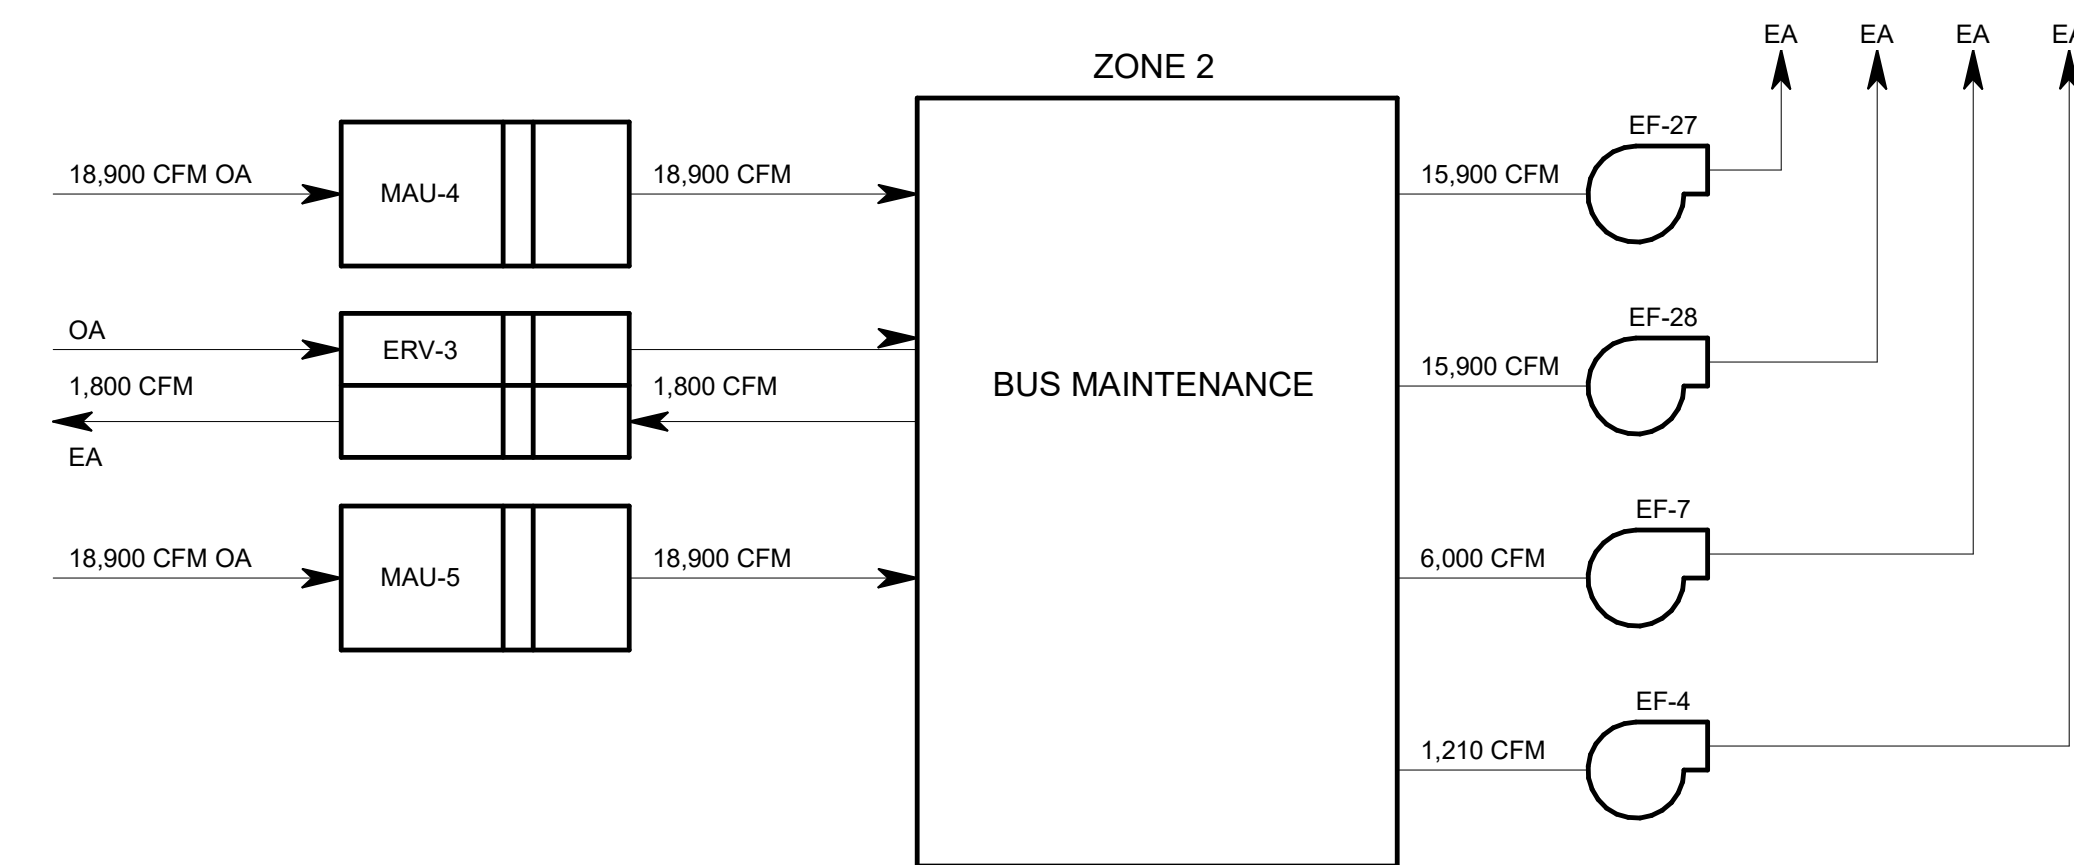 EA EA EA EA
ZONE 2
EF-27
18,900 CFM OA
MAU-4
18,900 CFM
15,900 CFM
EF-28
OA
ERV-3
1,800 CFM
1,800 CFM
EA
BUS MAINTENANCE
15,900 CFM
EF-7
18,900 CFM OA
MAU-5
18,900 CFM
6,000 CFM
EF-4
1,210 CFM